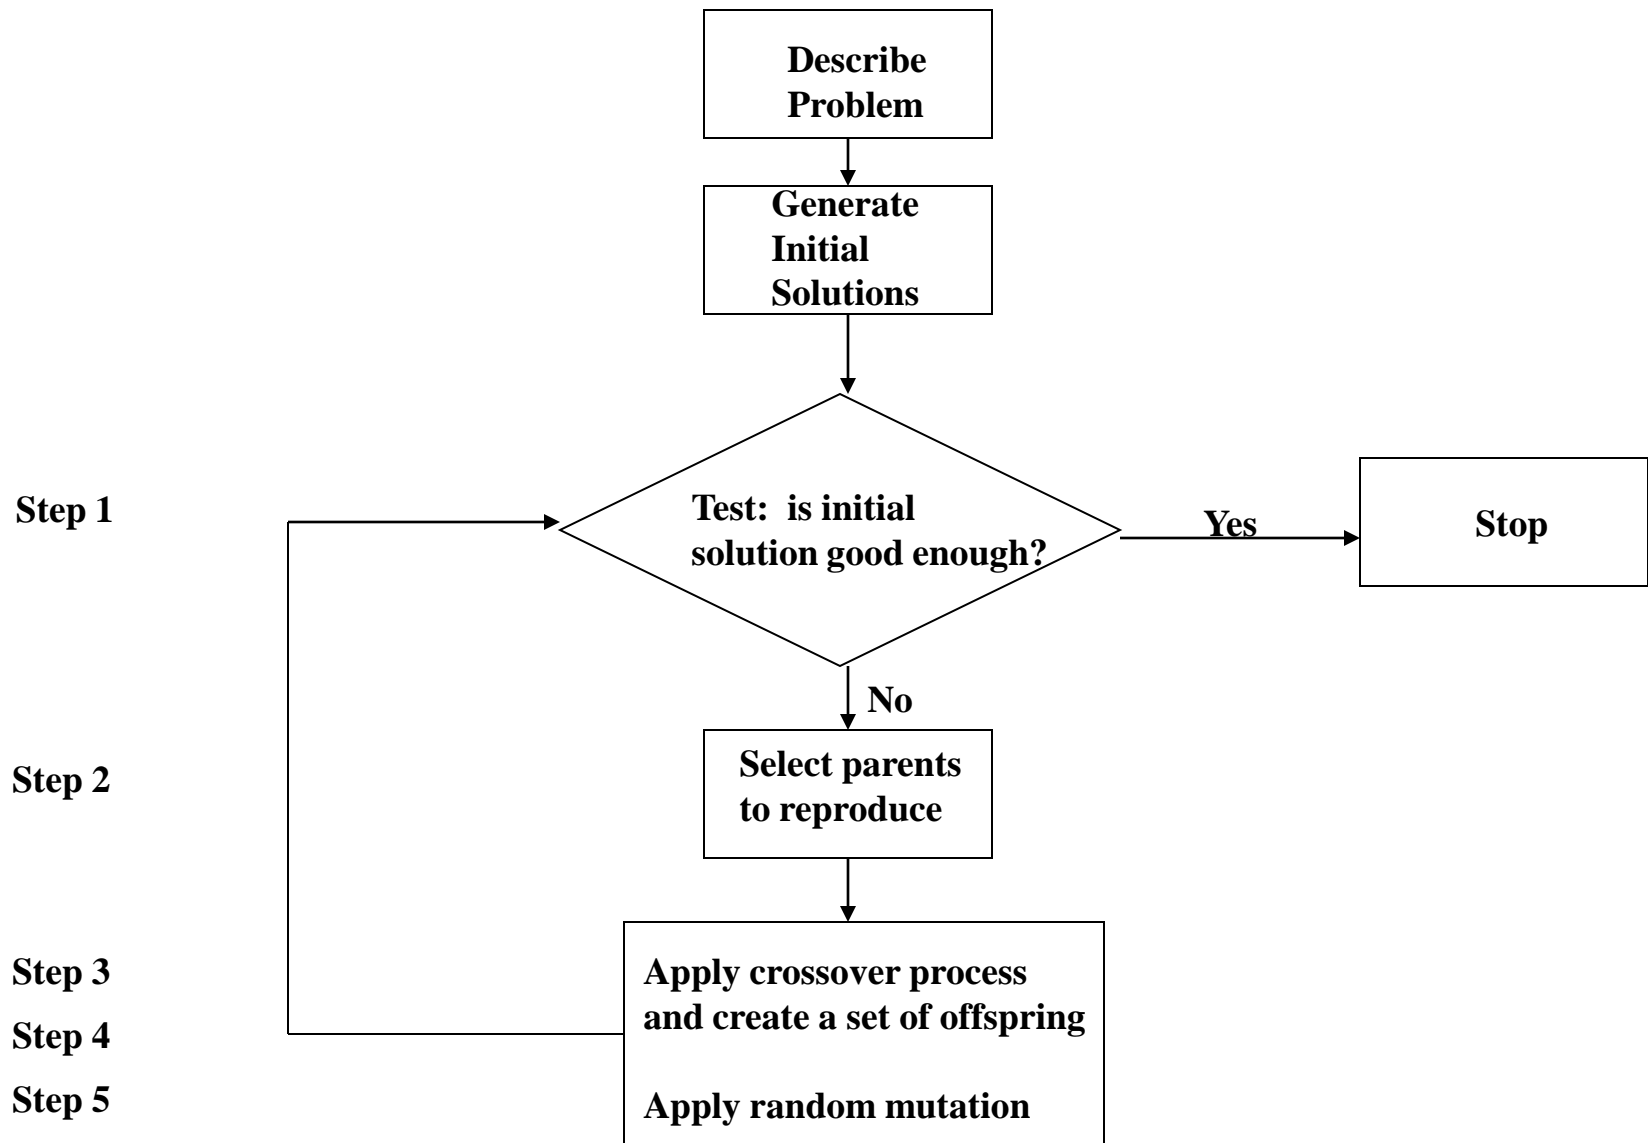 Describe
Problem
Generate
Initial
Solutions
Step 1
Test:  is initial
solution good enough?
Yes
Stop
No
Step 2
Select parents
to reproduce
Step 3
Apply crossover process
and create a set of offspring
Step 4
Step 5
Apply random mutation